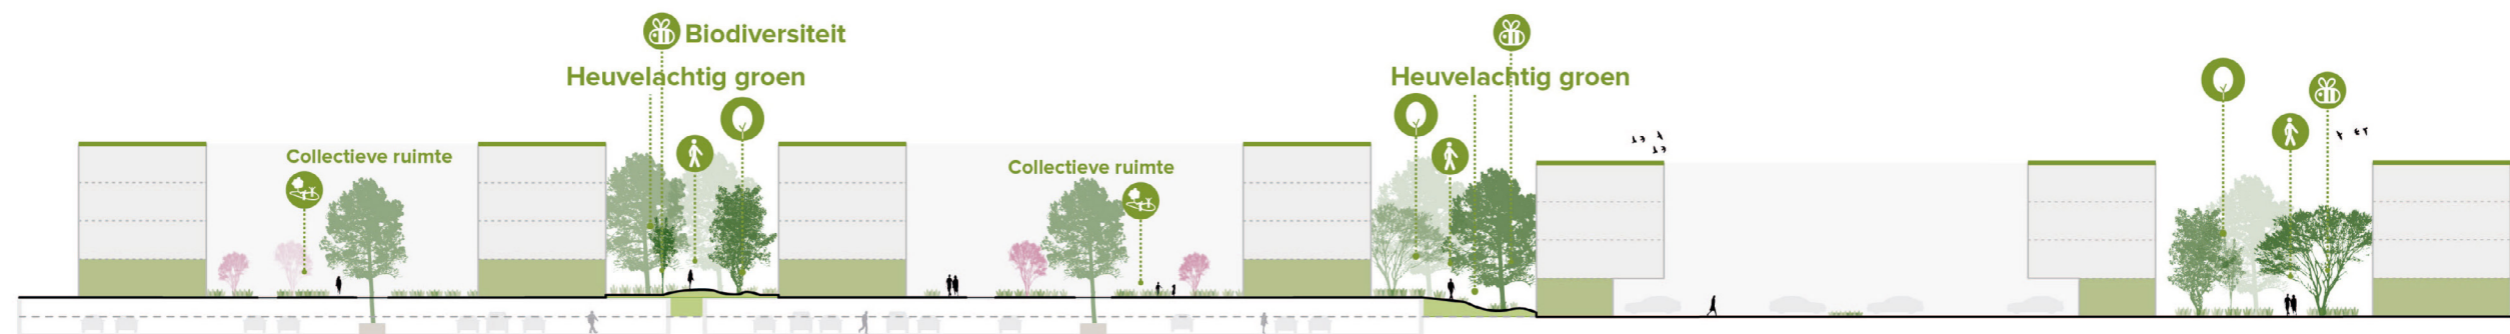 Biodiversiteit
Heuvelachtig groen
Heuvelachtig groen
Collectieve ruimte
Collectieve ruimte